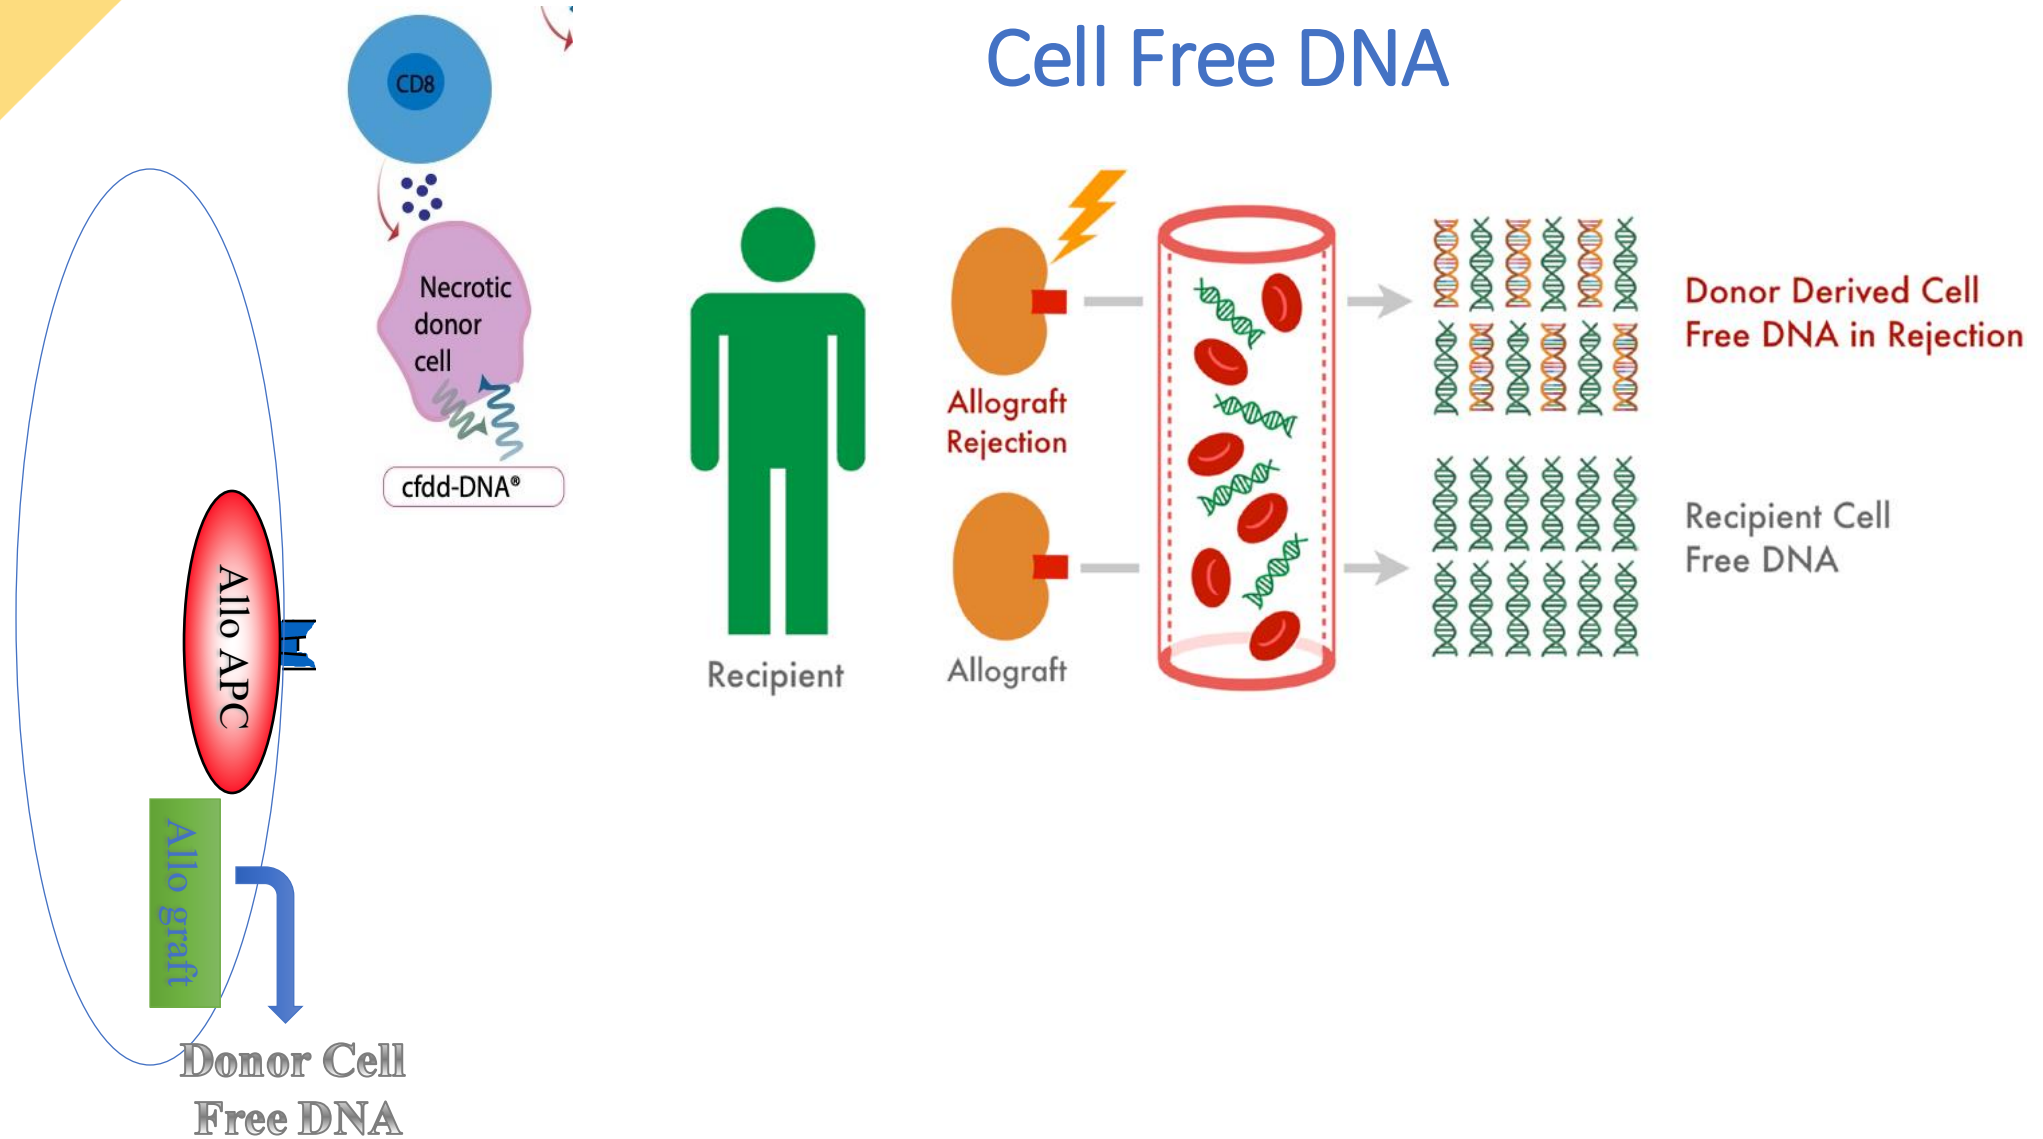 Cell Free DNA
CD8
Necrotic
donor
cell
cfdd-DNA®
Allo APC
Allo graft
Donor Cell
Free DNA
Recipient
Allograft
Rejection
Allograft
Donor Derived Cell
Free DNA in Rejection
Recipient Cell
Free DNA